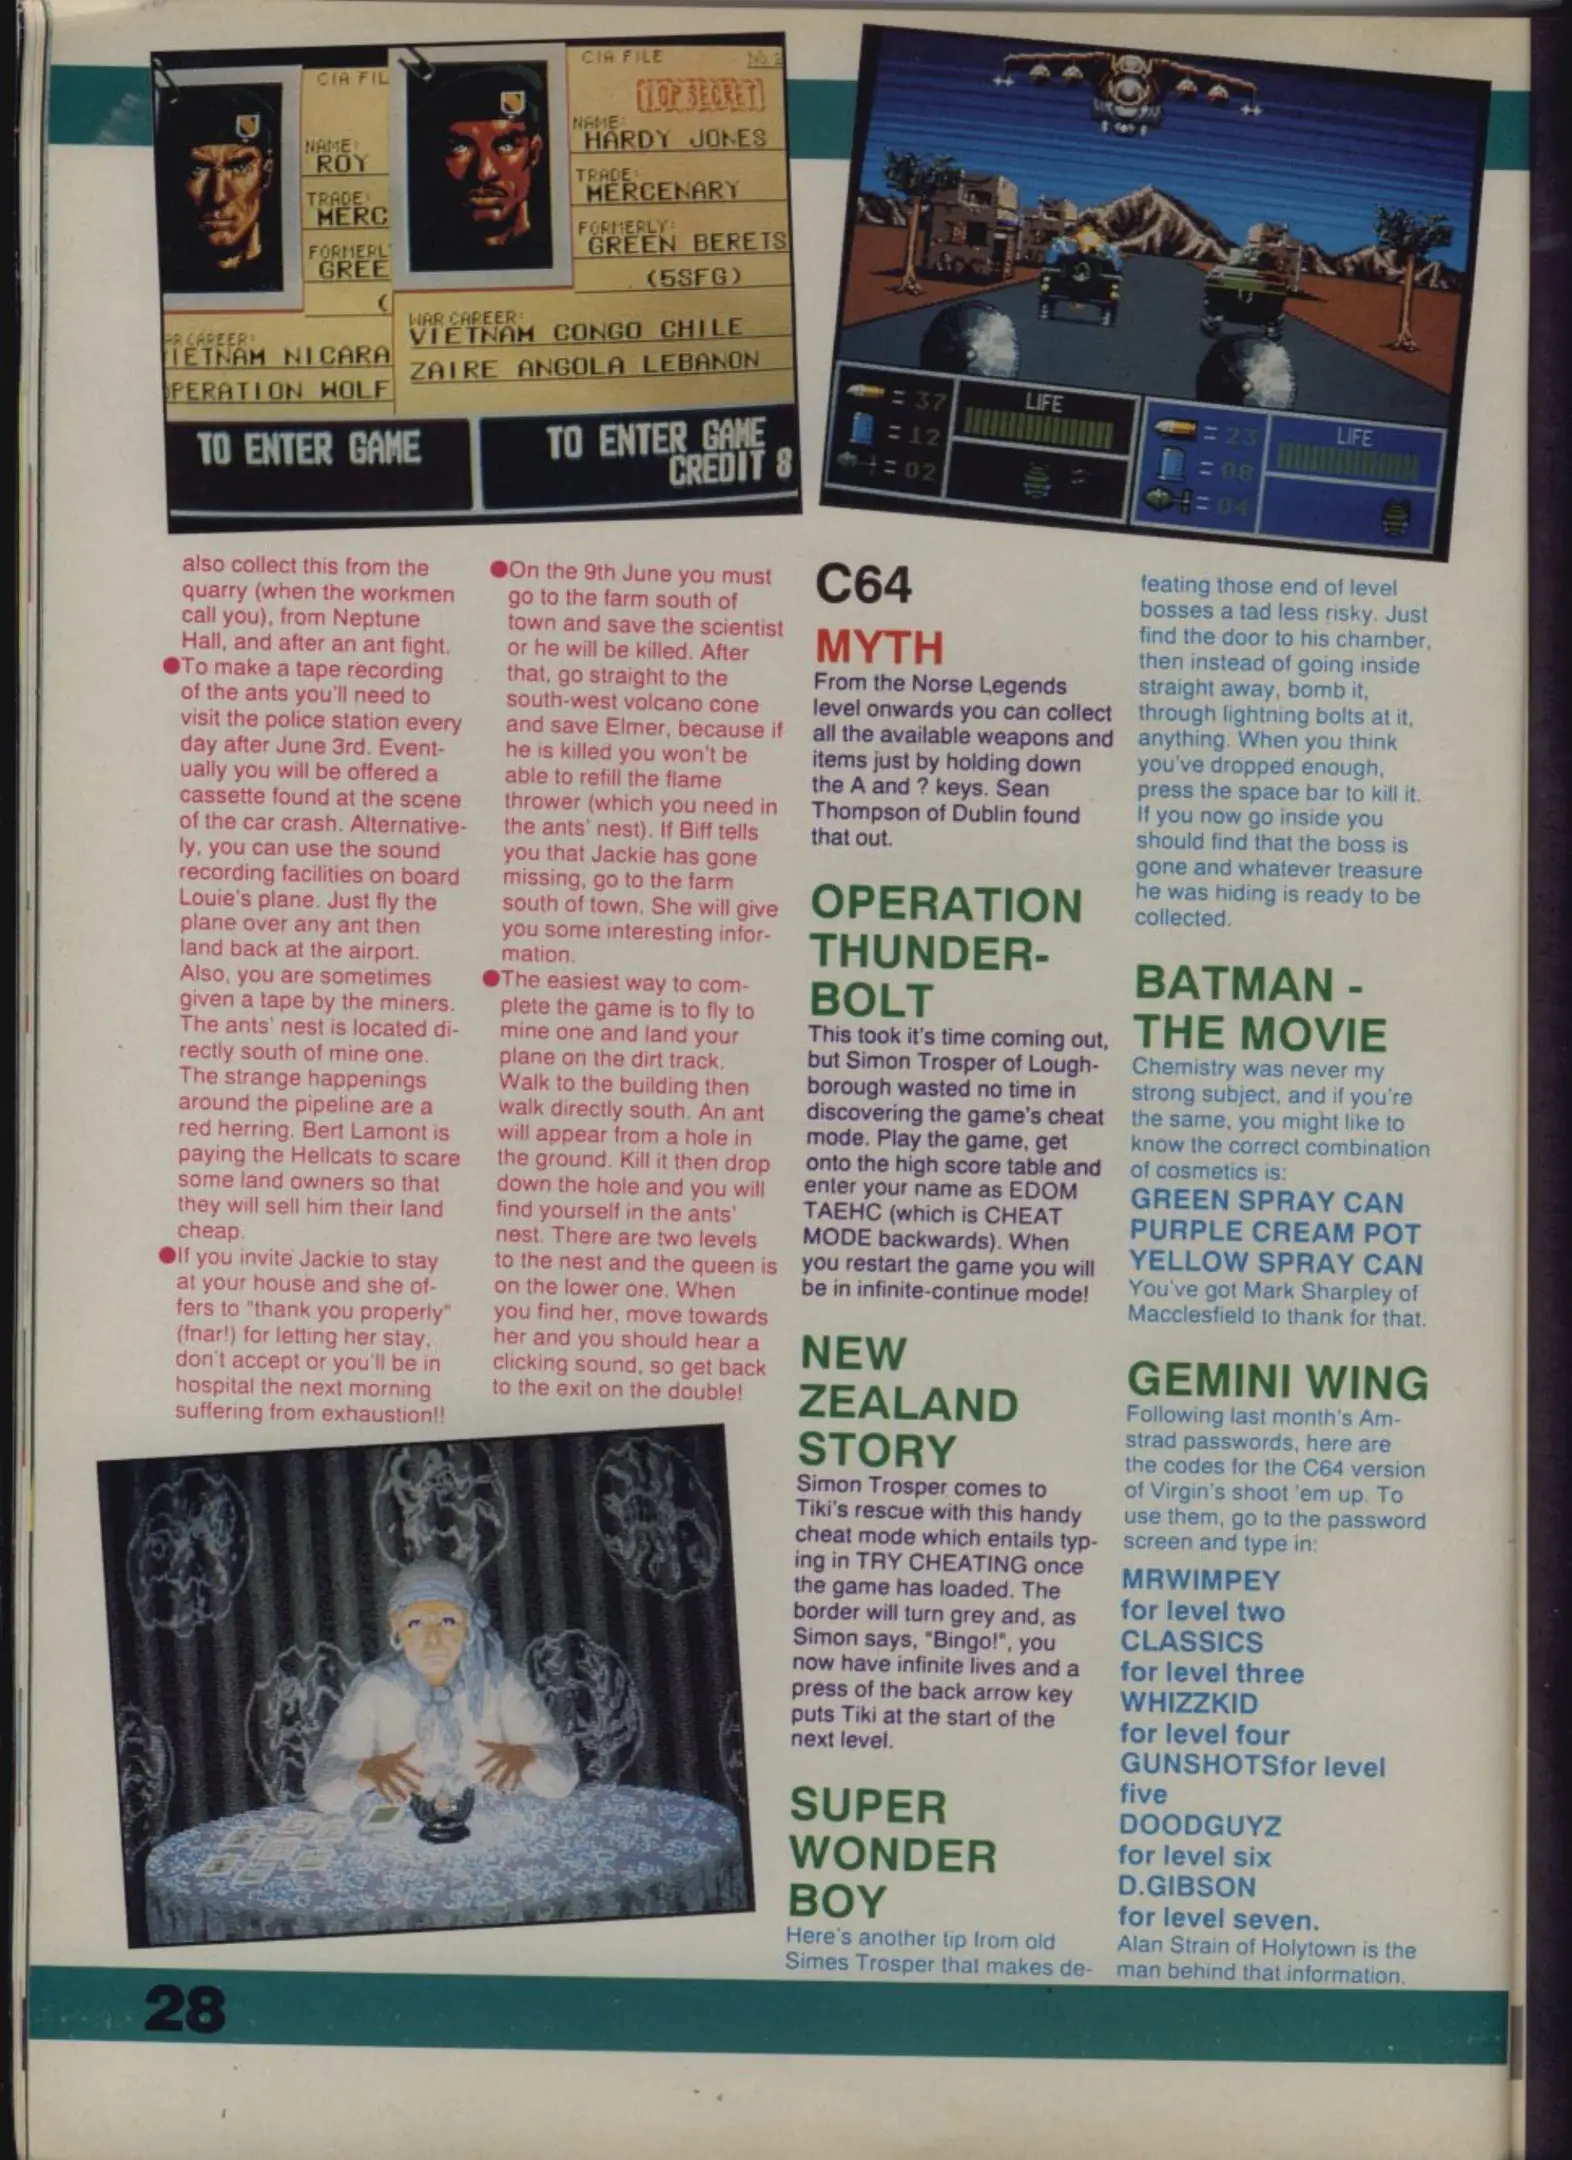 CIA FIL
NAME:
ROY
TRADE:
MERC
FORMERL
GREE
(
CAREER:
IETNAM NICARA
PERATION WOLF
TO ENTER GAME
CIA FILE
No. 2
TOP SECRET
NAME:
HARDY JONES
TRADE:
MERCENARY
FORMERLY:
GREEN BERETS
(5SFG)
WAR CAREER:
VIETNAM CONGO CHILE
ZAIRE ANGOLA LEBANON
TO ENTER GAME
CREDIT 8
= 37
= 12
= 02
LIFE
= 23
= 08
= 04
LIFE
also collect this from the
quarry (when the workmen
call you), from Neptune
Hall, and after an ant fight.
●To make a tape recording
of the ants you'll need to
visit the police station every
day after June 3rd. Event-
ually you will be offered a
cassette found at the scene
of the car crash. Alternative-
ly, you can use the sound
recording facilities on board
Louie's plane. Just fly the
plane over any ant then
land back at the airport.
Also, you are sometimes
given a tape by the miners.
The ants' nest is located di-
rectly south of mine one.
The strange happenings
around the pipeline are a
red herring. Bert Lamont is
paying the Hellcats to scare
some land owners so that
they will sell him their land
cheap.
●If you invite Jackie to stay
at your house and she of-
fers to "thank you properly"
(fnar!) for letting her stay,
don't accept or you'll be in
hospital the next morning
suffering from exhaustion!!
●On the 9th June you must
go to the farm south of
town and save the scientist
or he will be killed. After
that, go straight to the
south-west volcano cone
and save Elmer, because if
he is killed you won't be
able to refill the flame
thrower (which you need in
the ants' nest). If Biff tells
you that Jackie has gone
missing, go to the farm
south of town. She will give
you some interesting infor-
mation.
●The easiest way to com-
plete the game is to fly to
mine one and land your
plane on the dirt track.
Walk to the building then
walk directly south. An ant
will appear from a hole in
the ground. Kill it then drop
down the hole and you will
find yourself in the ants'
nest. There are two levels
to the nest and the queen is
on the lower one. When
you find her, move towards
her and you should hear a
clicking sound, so get back
to the exit on the double!
C64
MYTH
From the Norse Legends
level onwards you can collect
all the available weapons and
items just by holding down
the A and ? keys. Sean
Thompson of Dublin found
that out.
OPERATION
THUNDER-
BOLT
This took it's time coming out,
but Simon Trosper of Lough-
borough wasted no time in
discovering the game's cheat
mode. Play the game, get
onto the high score table and
enter your name as EDOM
TAEHC (which is CHEAT
MODE backwards). When
you restart the game you will
be in infinite-continue mode!
NEW
ZEALAND
STORY
Simon Trosper comes to
Tiki's rescue with this handy
cheat mode which entails typ-
ing in TRY CHEATING once
the game has loaded. The
border will turn grey and, as
Simon says, "Bingo!", you
now have infinite lives and a
press of the back arrow key
puts Tiki at the start of the
next level.
SUPER
WONDER
BOY
Here's another tip from old
Simes Trosper that makes de-
feating those end of level
bosses a tad less risky. Just
find the door to his chamber,
then instead of going inside
straight away, bomb it,
through lightning bolts at it,
anything. When you think
you've dropped enough,
press the space bar to kill it.
If you now go inside you
should find that the boss is
gone and whatever treasure
he was hiding is ready to be
collected.
BATMAN -
THE MOVIE
Chemistry was never my
strong subject, and if you're
the same, you might like to
know the correct combination
of cosmetics is:
GREEN SPRAY CAN
PURPLE CREAM POT
YELLOW SPRAY CAN
You've got Mark Sharpley of
Macclesfield to thank for that.
GEMINI WING
Following last month's Am-
strad passwords, here are
the codes for the C64 version
of Virgin's shoot 'em up. To
use them, go to the password
screen and type in:
MRWIMPEY
for level two
CLASSICS
for level three
WHIZZKID
for level four
GUNSHOTSfor level
five
DOODGUYZ
for level six
D.GIBSON
for level seven.
Alan Strain of Holytown is the
man behind that information.
28